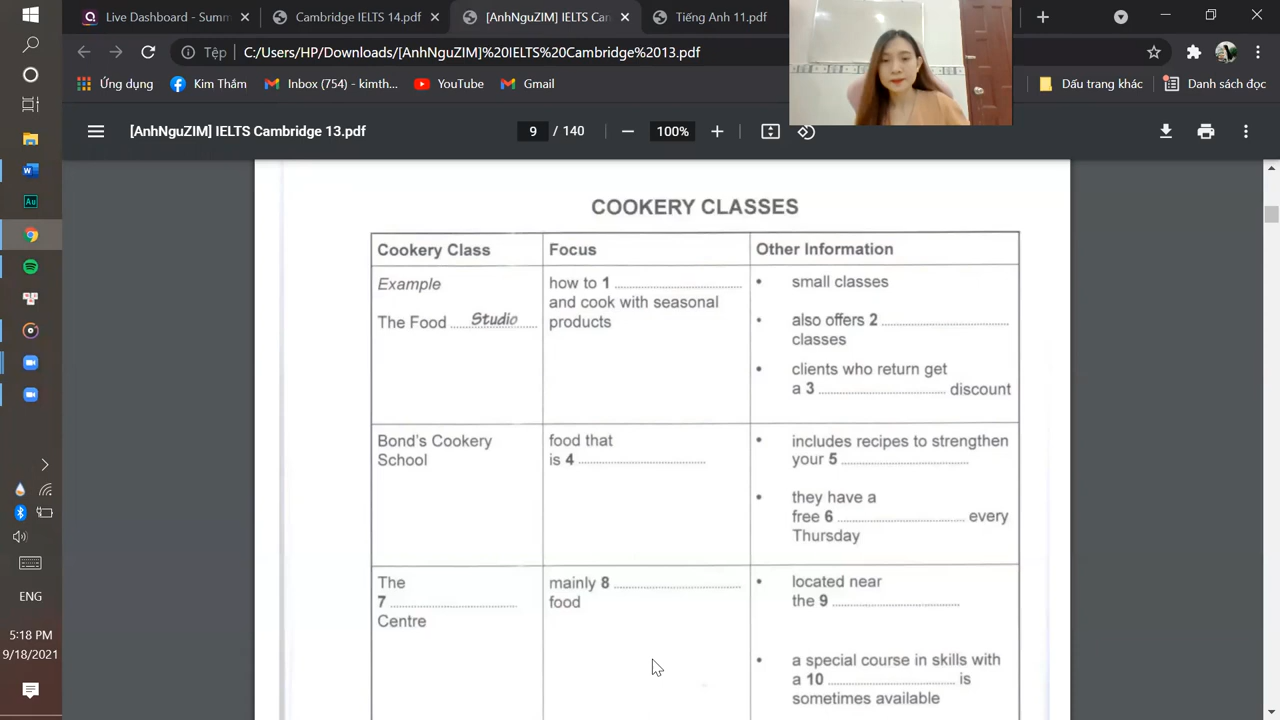 Live Dashboard - Summ
Cambridge IELTS 14.pdf
[AnhNguZIM] IELTS Cam
Tiếng Anh 11.pdf
C:/Users/HP/Downloads/[AnhNguZIM]%20IELTS%20Cambridge%2013.pdf
Ứng dụng
(1) Tin Tức
Inbox (754) - kimth...
YouTube
Gmail
Dấu trang khác
Danh sách đọc
[AnhNguZIM] IELTS Cambridge 13.pdf
9 / 140
100%
COOKERY CLASSES
Cookery Class
Focus
Other Information
Example
The Food Studio
how to 1 ........................
and cook with seasonal
products
• small classes
• also offers 2 ........................
classes
• clients who return get
a 3 ........................ discount
Bond's Cookery
School
food that
is 4 ........................
• includes recipes to strengthen
your 5 ........................
• they have a
free 6 ........................ every
Thursday
The
7 ........................
Centre
mainly 8 ........................
food
• located near
the 9 ........................
• a special course in skills with
a 10 ........................ is
sometimes available
ENG
5:18 PM
9/18/2021